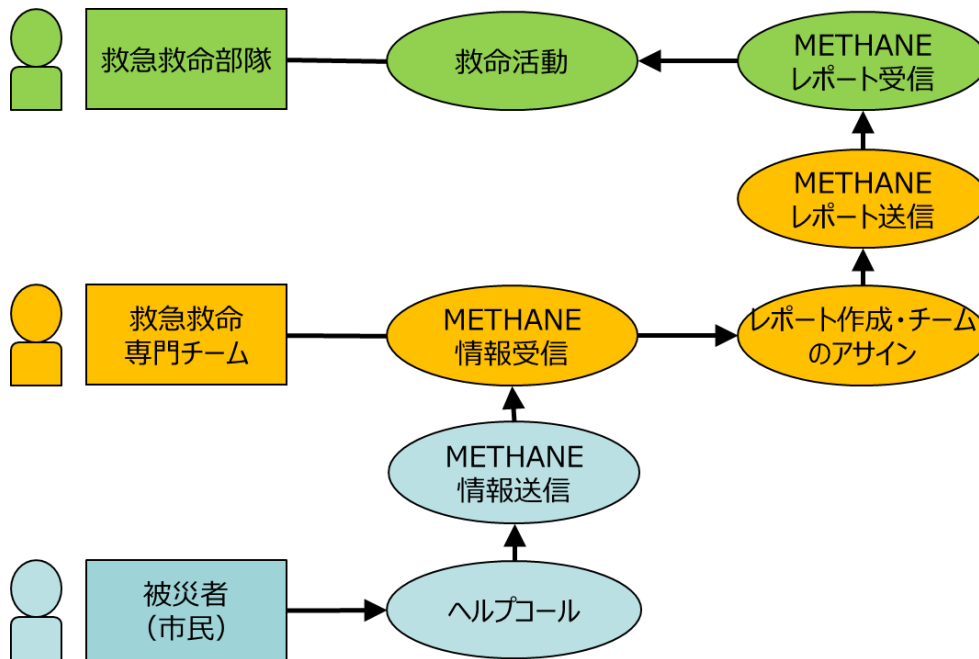 救急救命部隊
救命活動
METHANE
レポート受信
METHANE
レポート送信
救急救命
専門チーム
METHANE
情報受信
レポート作成・チーム
のアサイン
METHANE
情報送信
被災者
（市民）
ヘルプコール